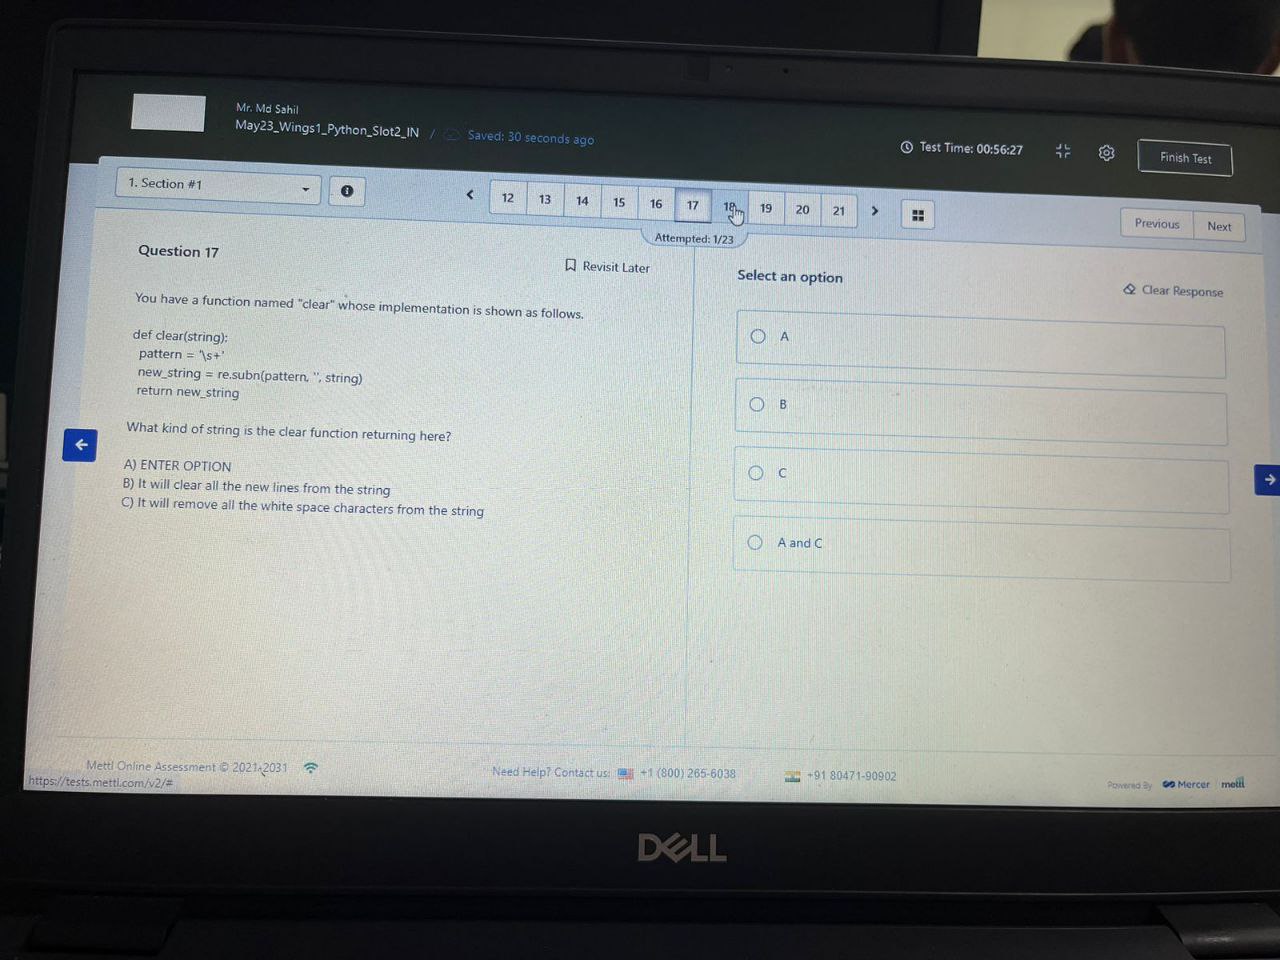 Mr. Md Sahil
May23_Wings1_Python_Slot2_IN / Saved: 30 seconds ago
Test Time: 00:56:27
Finish Test
1. Section #1
12 13 14 15 16 17 18 19 20 21
Previous Next
Attempted: 1/23
Question 17
Revisit Later
You have a function named "clear" whose implementation is shown as follows.
def clear(string):
pattern = '\s+'
new_string = re.subn(pattern, '', string)
return new_string
What kind of string is the clear function returning here?
A) ENTER OPTION
B) It will clear all the new lines from the string
C) It will remove all the white space characters from the string
Select an option
Clear Response
A
B
C
A and C
Mettl Online Assessment © 2021-2031
Need Help? Contact us: +1 (800) 265-6038
+91 80471-90902
Powered By Mercer mettl
https://tests.mettl.com/v2/#
DELL